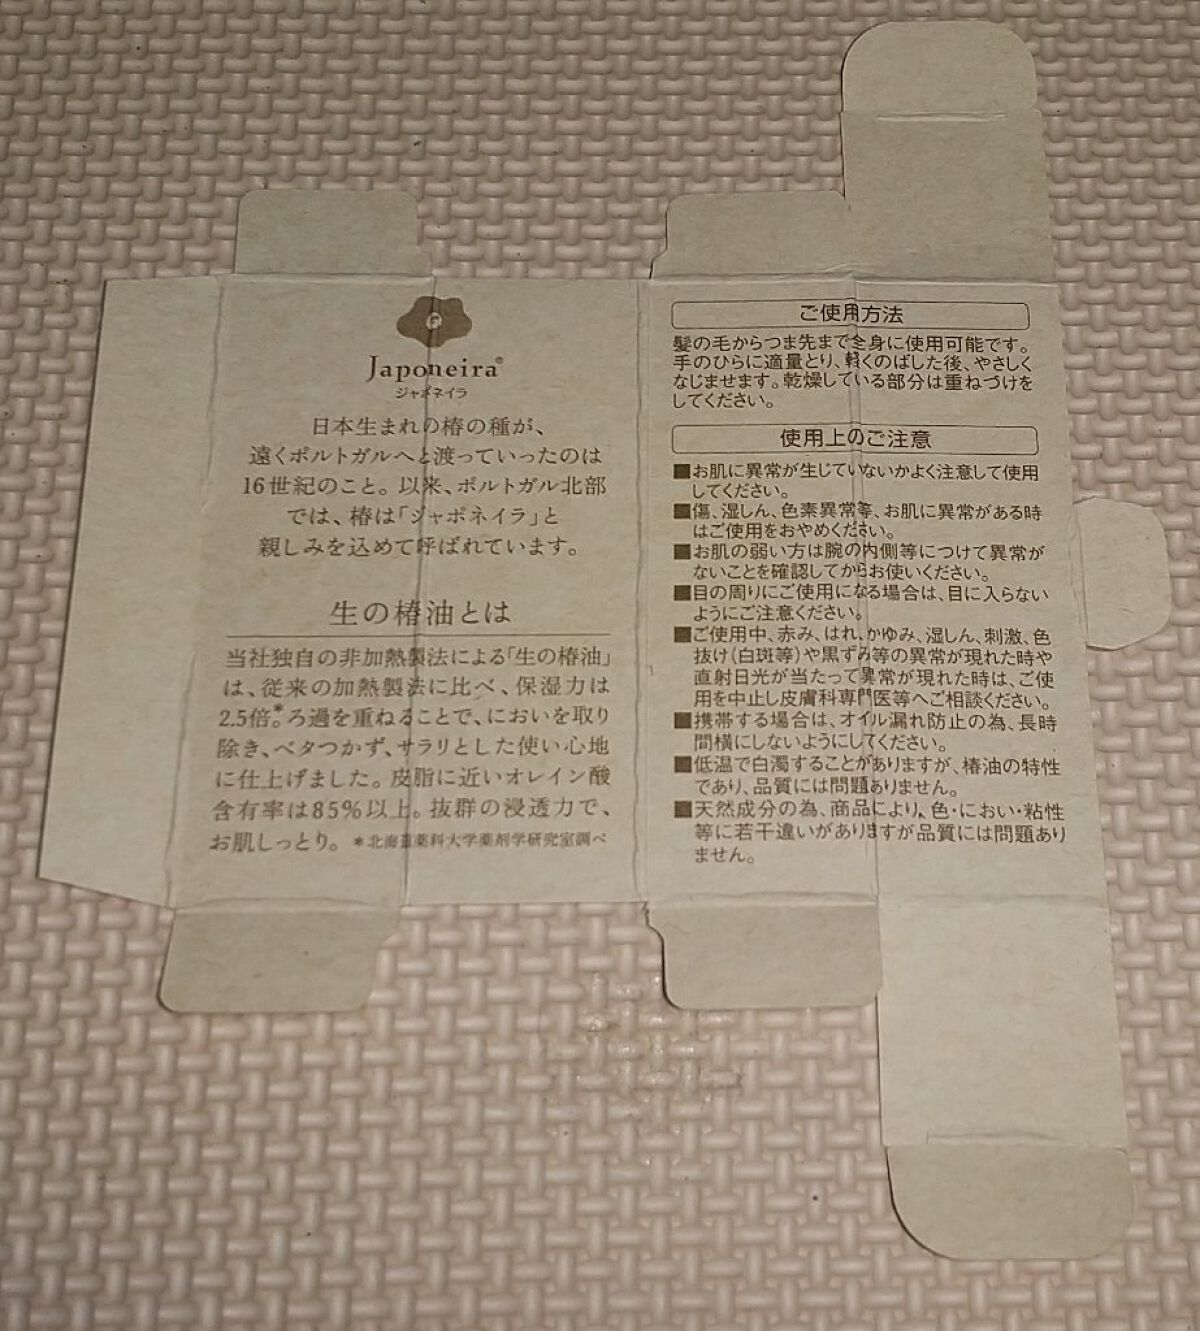 Japoneira®
ジャポネイラ
日本生まれの椿の種が、
遠くポルトガルへと渡っていったのは
16世紀のこと。以来、ポルトガル北部
では、椿は「ジャポネイラ」と
親しみを込めて呼ばれています。
生の椿油とは
当社独自の非加熱製法による「生の椿油」
は、従来の加熱製法に比べ、保湿力は
2.5倍。*ろ過を重ねることで、においを取り
除き、ベタつかず、サラリとした使い心地
に仕上げました。皮脂に近いオレイン酸
含有率は85%以上。抜群の浸透力で、
お肌しっとり。 *北海道薬科大学薬剤学研究室調べ
ご使用方法
髪の毛からつま先まで全身に使用可能です。
手のひらに適量とり、軽くのばした後、やさしく
なじませます。乾燥している部分は重ねづけを
してください。
使用上のご注意
■お肌に異常が生じていないかよく注意して使用
してください。
■傷、湿しん、色素異常等、お肌に異常がある時
はご使用をおやめください。
■お肌の弱い方は腕の内側等につけて異常が
ないことを確認してからお使いください。
■目の周りにご使用になる場合は、目に入らない
ようにご注意ください。
■ご使用中、赤み、はれ、かゆみ、湿しん、刺激、色
抜け(白斑等)や黒ずみ等の異常が現れた時や
直射日光が当たって異常が現れた時は、ご使
用を中止し皮膚科専門医等へご相談ください。
■携帯する場合は、オイル漏れ防止の為、長時
間横にしないようにしてください。
■低温で白濁することがありますが、椿油の特性
であり、品質には問題ありません。
■天然成分の為、商品により、色・におい・粘性
等に若干違いがありますが品質には問題あり
ません。